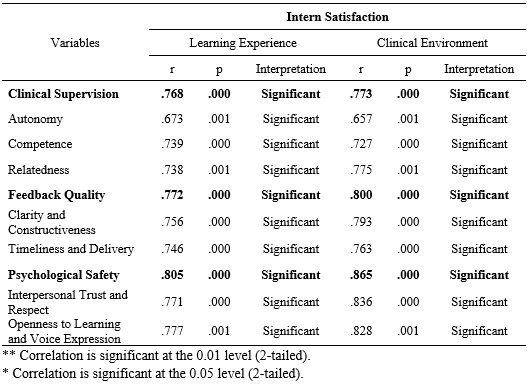 Intern Satisfaction
Variables Learning Experience Clinical Environment
r p Interpretation r p Interpretation
Clinical Supervision .768 .000 Significant .773 .000 Significant
Autonomy .673 .001 Significant .657 .001 Significant
Competence .739 .000 Significant .727 .000 Significant
Relatedness .738 .001 Significant .775 .001 Significant
Feedback Quality .772 .000 Significant .800 .000 Significant
Clarity and
Constructiveness .756 .000 Significant .793 .000 Significant
Timeliness and Delivery .746 .000 Significant .763 .000 Significant
Psychological Safety .805 .000 Significant .865 .000 Significant
Interpersonal Trust and
Respect .771 .000 Significant .836 .000 Significant
Openness to Learning
and Voice Expression .777 .001 Significant .828 .001 Significant
** Correlation is significant at the 0.01 level (2-tailed).
* Correlation is significant at the 0.05 level (2-tailed).